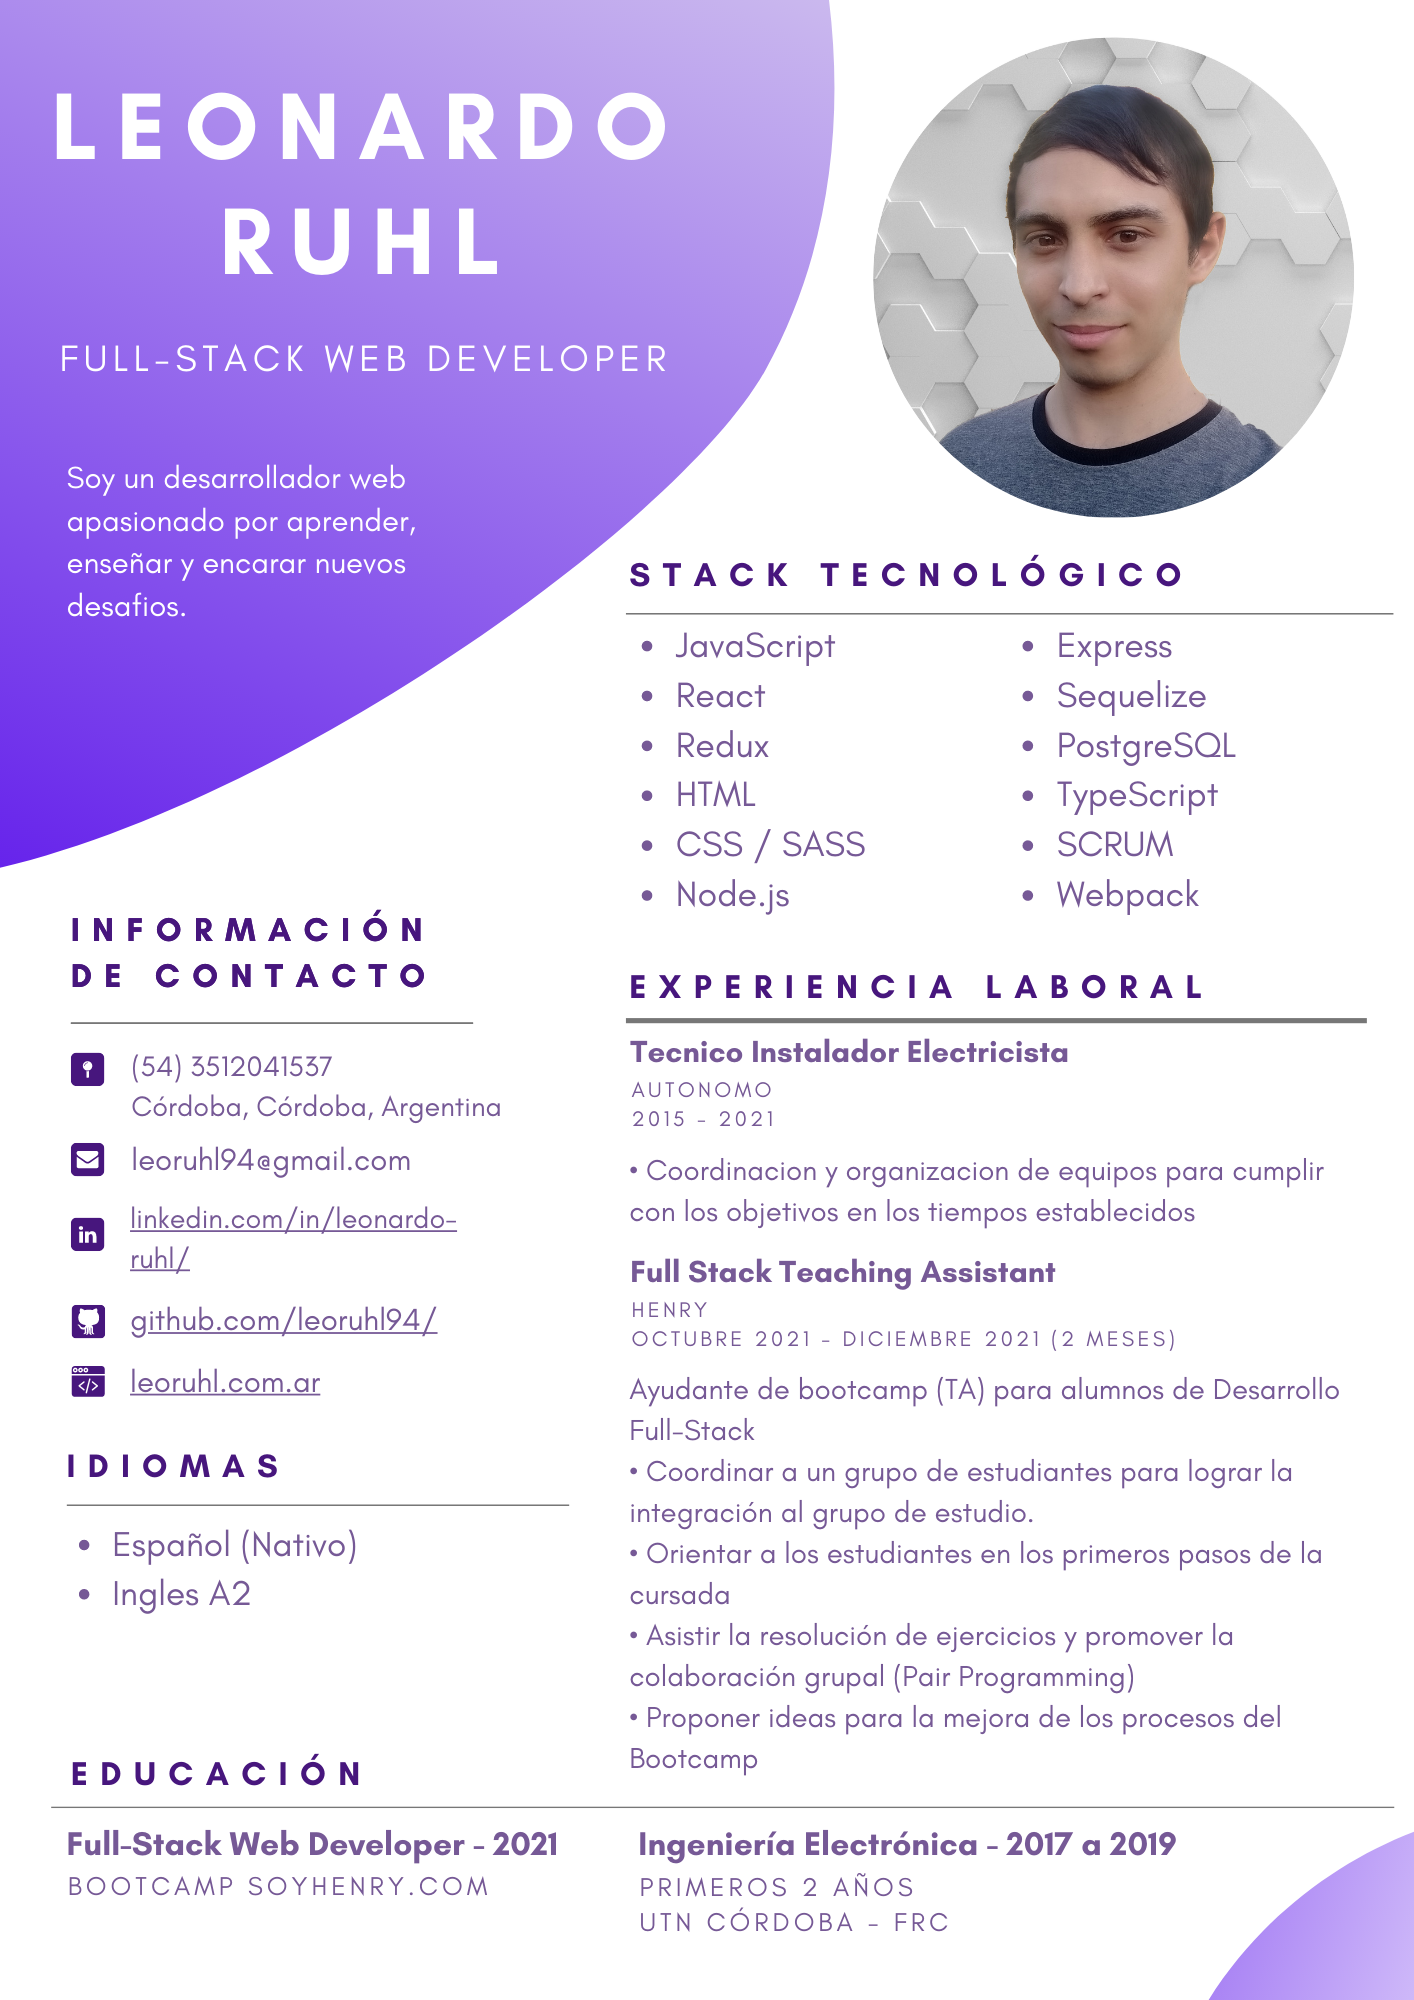 LEONARDO
RUHL
FULL-STACK WEB DEVELOPER
Soy un desarrollador web
apasionado por aprender,
enseñar y encarar nuevos
desafios.
STACK TECNOLÓGICO
• JavaScript
• React
• Redux
• HTML
• CSS / SASS
• Node.js
• Express
• Sequelize
• PostgreSQL
• TypeScript
• SCRUM
• Webpack
INFORMACIÓN
DE CONTACTO
(54) 3512041537
Córdoba, Córdoba, Argentina
leoruhl94@gmail.com
linkedin.com/in/leonardo-
ruhl/
github.com/leoruhl94/
leoruhl.com.ar
IDIOMAS
• Español (Nativo)
• Ingles A2
EXPERIENCIA LABORAL
Tecnico Instalador Electricista
AUTONOMO
2015 - 2021
• Coordinacion y organizacion de equipos para cumplir
con los objetivos en los tiempos establecidos
Full Stack Teaching Assistant
HENRY
OCTUBRE 2021 - DICIEMBRE 2021 (2 MESES)
Ayudante de bootcamp (TA) para alumnos de Desarrollo
Full-Stack
• Coordinar a un grupo de estudiantes para lograr la
integración al grupo de estudio.
• Orientar a los estudiantes en los primeros pasos de la
cursada
• Asistir la resolución de ejercicios y promover la
colaboración grupal (Pair Programming)
• Proponer ideas para la mejora de los procesos del
Bootcamp
EDUCACIÓN
Full-Stack Web Developer - 2021
BOOTCAMP SOYHENRY.COM
Ingeniería Electrónica - 2017 a 2019
PRIMEROS 2 AÑOS
UTN CÓRDOBA - FRC